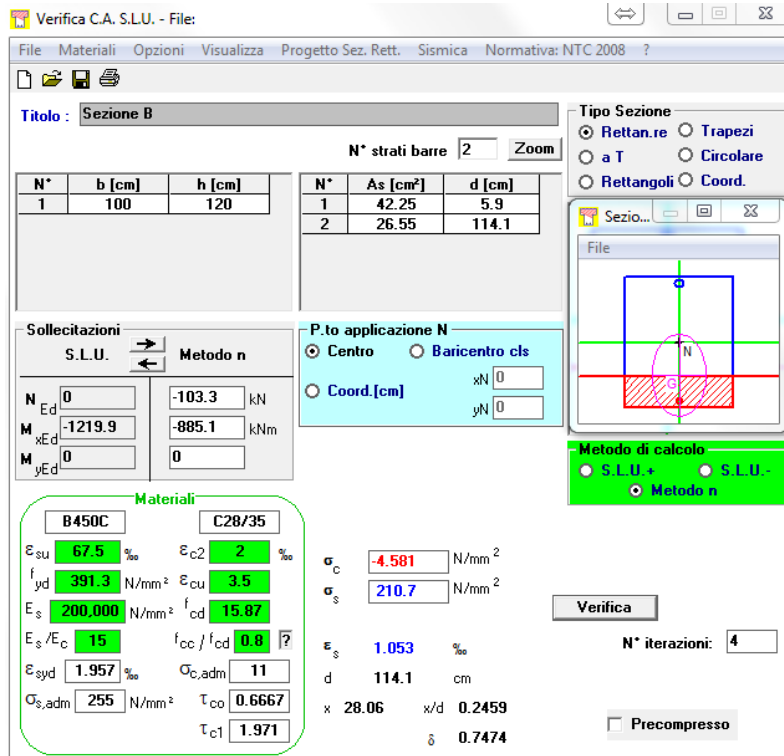 Verifica C.A. S.L.U. - File:
File Materiali Opzioni Visualizza Progetto Sez. Rett. Sismica Normativa: NTC 2008 ?
Titolo : Sezione B
N° strati barre 2 Zoom
N° b [cm] h [cm]
1 100 120
N° As [cm²] d [cm]
1 42.25 5.9
2 26.55 114.1
Tipo Sezione
Rettan.re Trapezi
a T Circolare
Rettangoli Coord.
Sezio...
File
N
G
Sollecitazioni
S.L.U. Metodo n
N Ed 0 -103.3 kN
M xEd -1219.9 -885.1 kNm
M yEd 0 0
P.to applicazione N
Centro Baricentro cls
Coord.[cm] xN 0
yN 0
Metodo di calcolo
S.L.U.+ S.L.U.-
Metodo n
Materiali
B450C C28/35
εsu 67.5 ‰ εc2 2 ‰
fyd 391.3 N/mm² εcu 3.5
Es 200,000 N/mm² fcd 15.87
Es/Ec 15 fcc / fcd 0.8 ?
εsyd 1.957 ‰ σc,adm 11
σs,adm 255 N/mm² τco 0.6667
τc1 1.971
σc -4.581 N/mm²
σs 210.7 N/mm²
εs 1.053 ‰
d 114.1 cm
x 28.06 x/d 0.2459
δ 0.7474
Verifica
N° iterazioni: 4
Precompresso